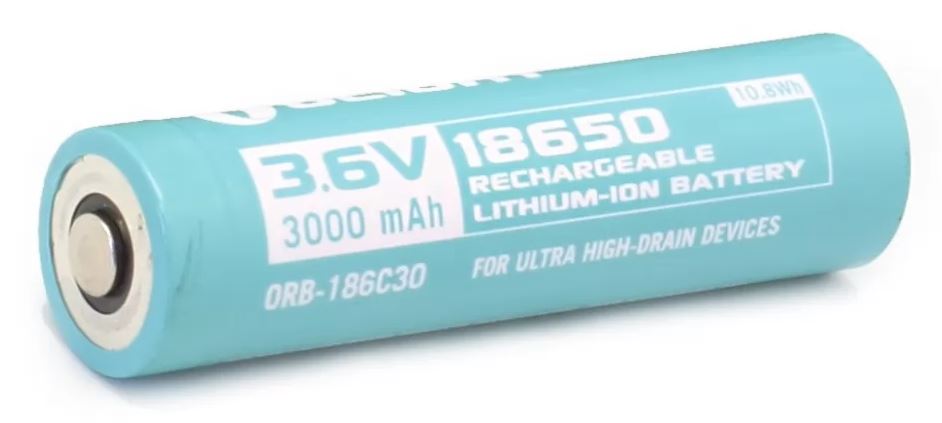 3.6V
3000 mAh
18650
RECHARGEABLE
LITHIUM-ION BATTERY
10.8Wh
ORB-186C30
FOR ULTRA HIGH-DRAIN DEVICES